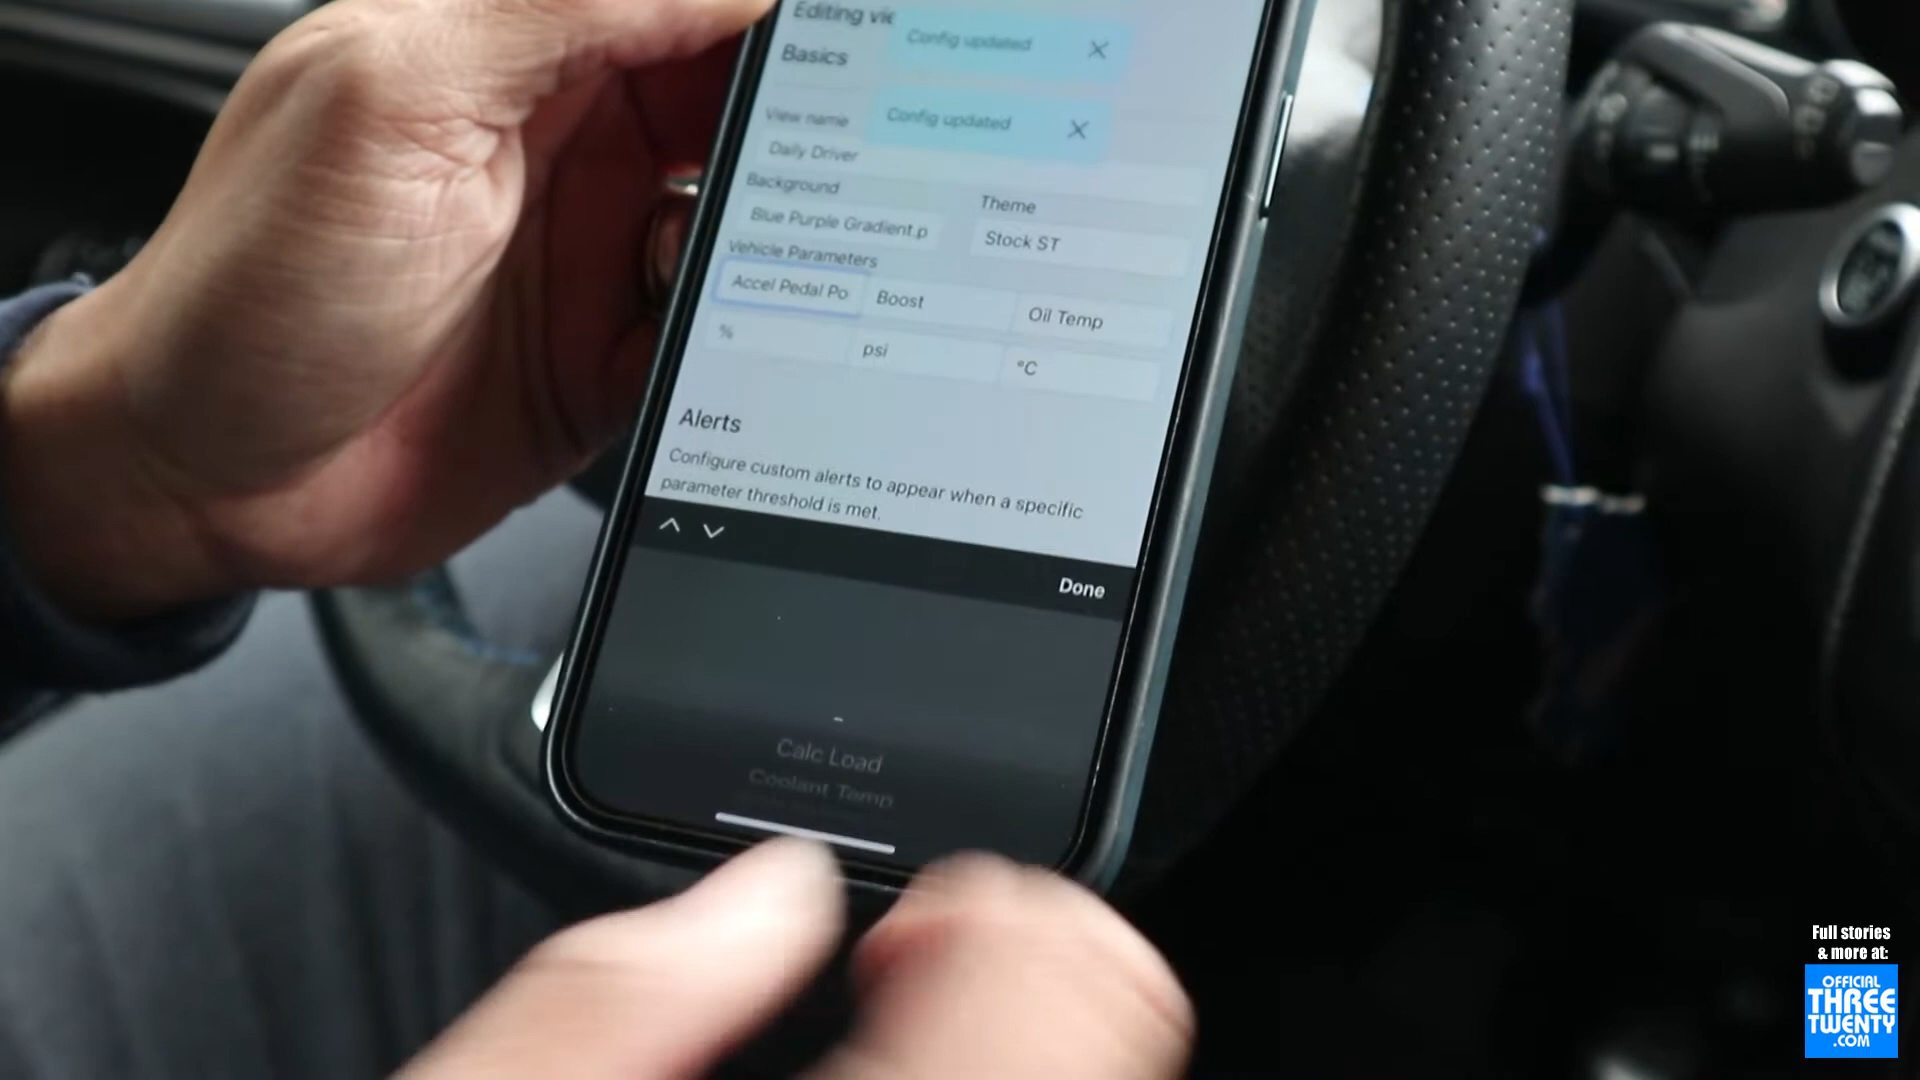 Editing vie
Config updated
Basics
View name
Config updated
Daily Driver
Background
Theme
Blue Purple Gradient.p
Stock ST
Vehicle Parameters
Accel Pedal Po
Boost
Oil Temp
%
psi
°C
Alerts
Configure custom alerts to appear when a specific
parameter threshold is met.
Done
-
Calc Load
Coolant Temp
Full stories
& more at:
OFFICIAL
THREE
TWENTY
.COM